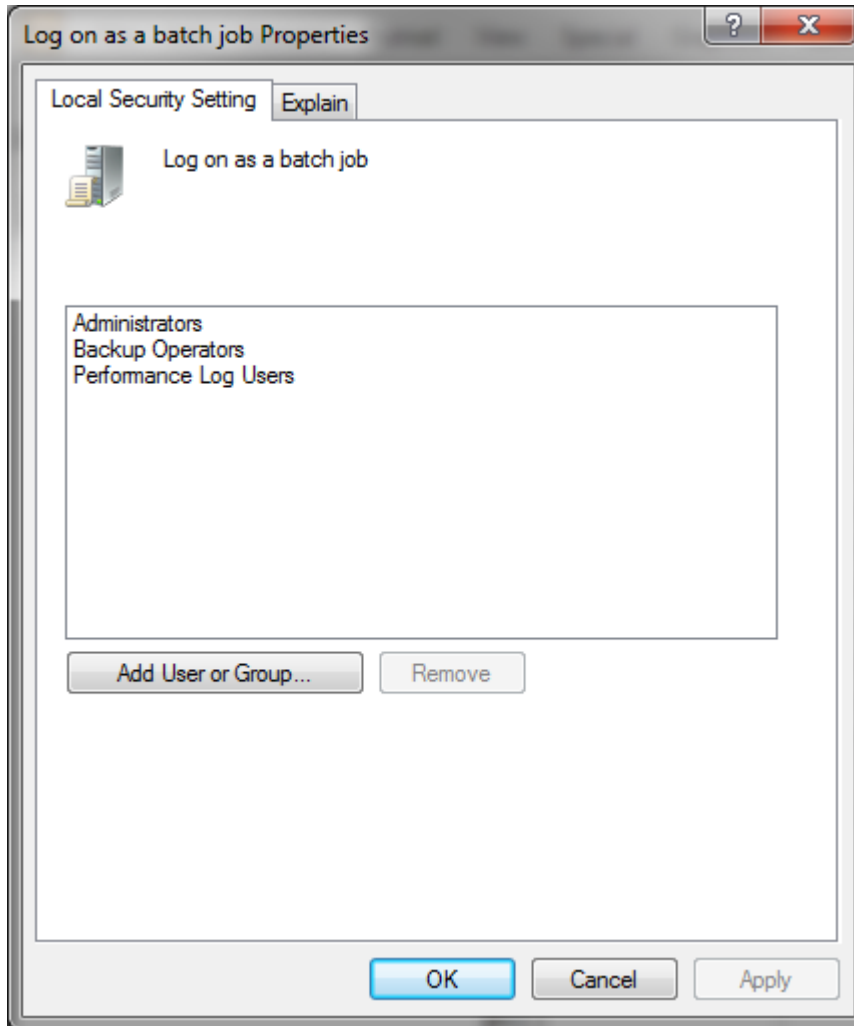 Log on as a batch job Properties
?
Local Security Setting
Explain
Log on as a batch job
Administrators
Backup Operators
Performance Log Users
Add User or Group...
Remove
OK
Cancel
Apply